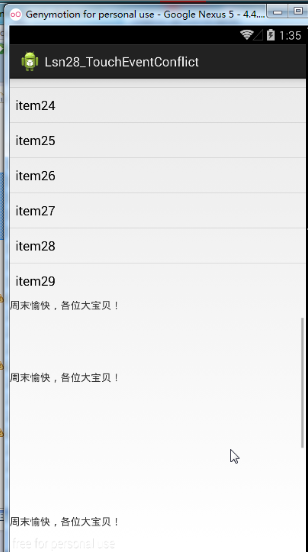 Genymotion for personal use - Google Nexus 5 - 4.4....
1:35
Lsn28_TouchEventConflict
item24
item25
item26
item27
item28
item29
周末愉快，各位大宝贝！
周末愉快，各位大宝贝！
周末愉快，各位大宝贝！
free for personal use